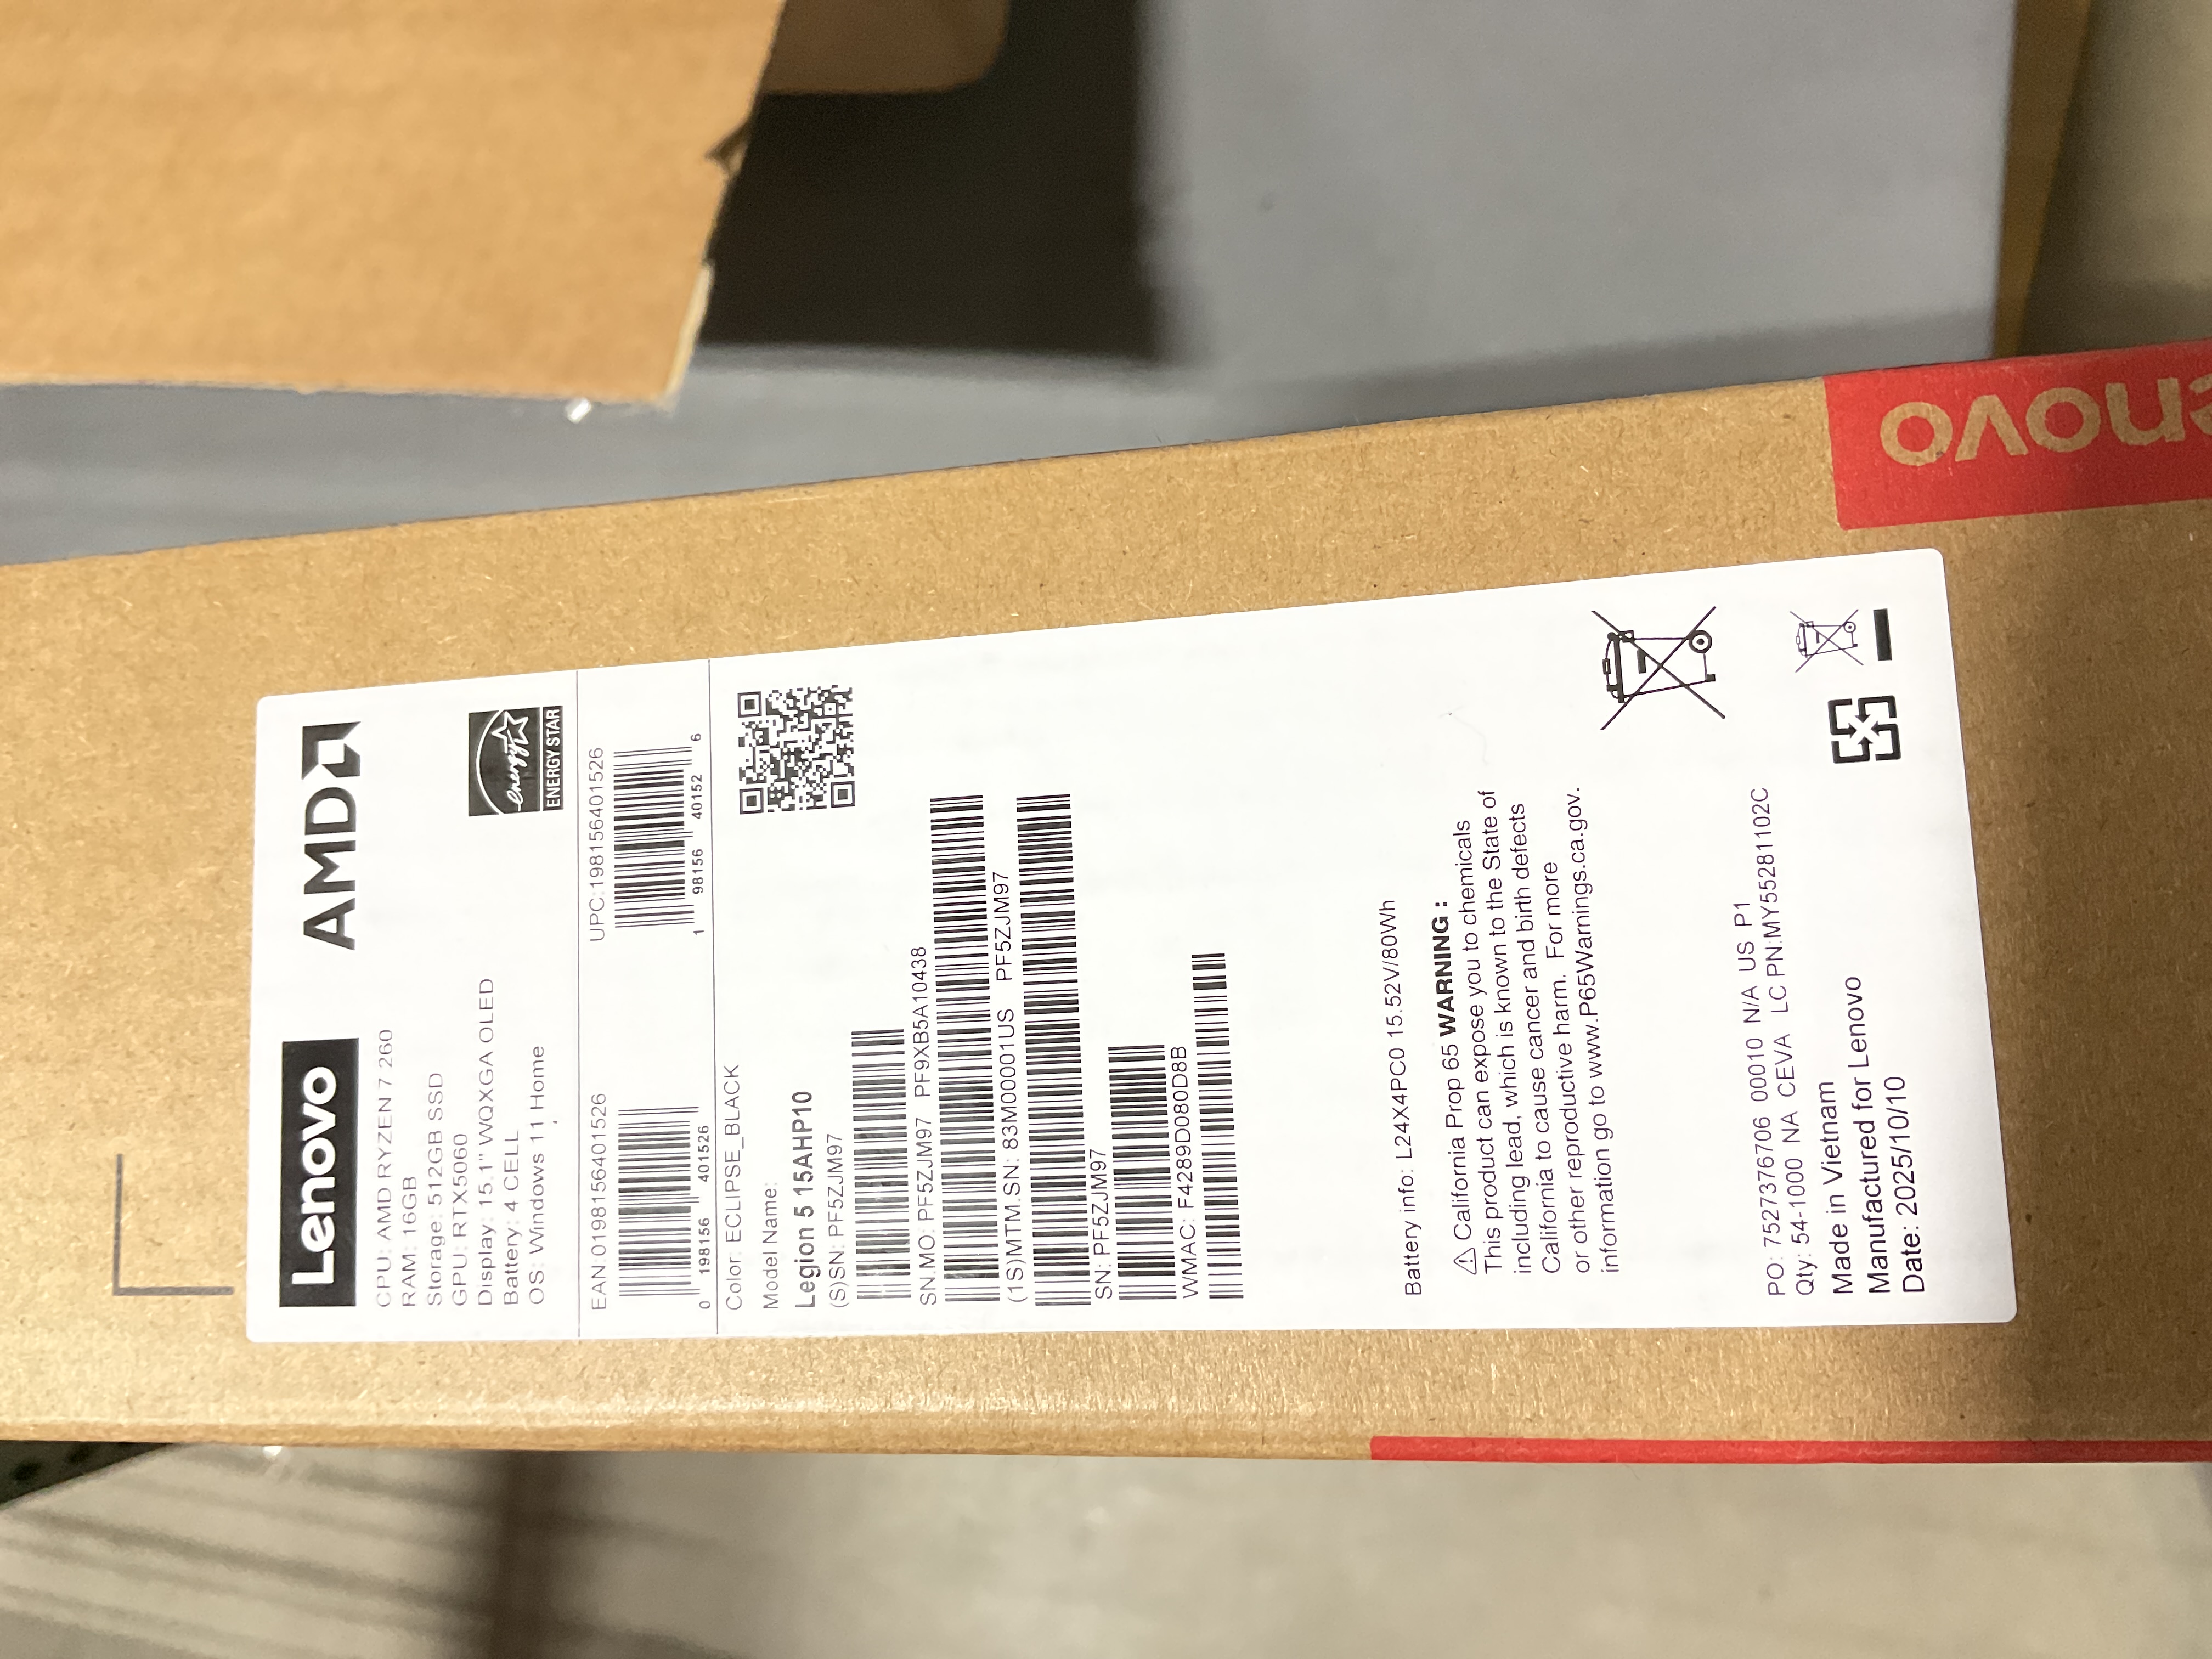 Lenovo AMD
CPU: AMD RYZEN 7 260
RAM: 16GB
Storage: 512GB SSD
GPU: RTX5060
Display: 15.1" WQXGA OLED
Battery: 4 CELL
OS: Windows 11 Home
energy
ENERGY STAR
EAN:0198156401526
0 198156 401526
UPC:198156401526
1 98156 40152 6
Color: ECLIPSE_BLACK
Model Name:
Legion 5 15AHP10
(S)SN: PF5ZJM97
SN.MO: PF5ZJM97 PF9XB5A10438
(1S)MTM.SN: 83M00001US PF5ZJM97
SN: PF5ZJM97
WMAC: F4289D080D8B
Battery info: L24X4PC0 15.52V/80Wh
⚠ California Prop 65 WARNING :
This product can expose you to chemicals
including lead, which is known to the State of
California to cause cancer and birth defects
or other reproductive harm. For more
information go to www.P65Warnings.ca.gov.
PO: 7527376706 00010 N/A US P1
Qty: 54-1000 NA CEVA LC PN:MY55281102C
Made in Vietnam
Manufactured for Lenovo
Date: 2025/10/10
enovo